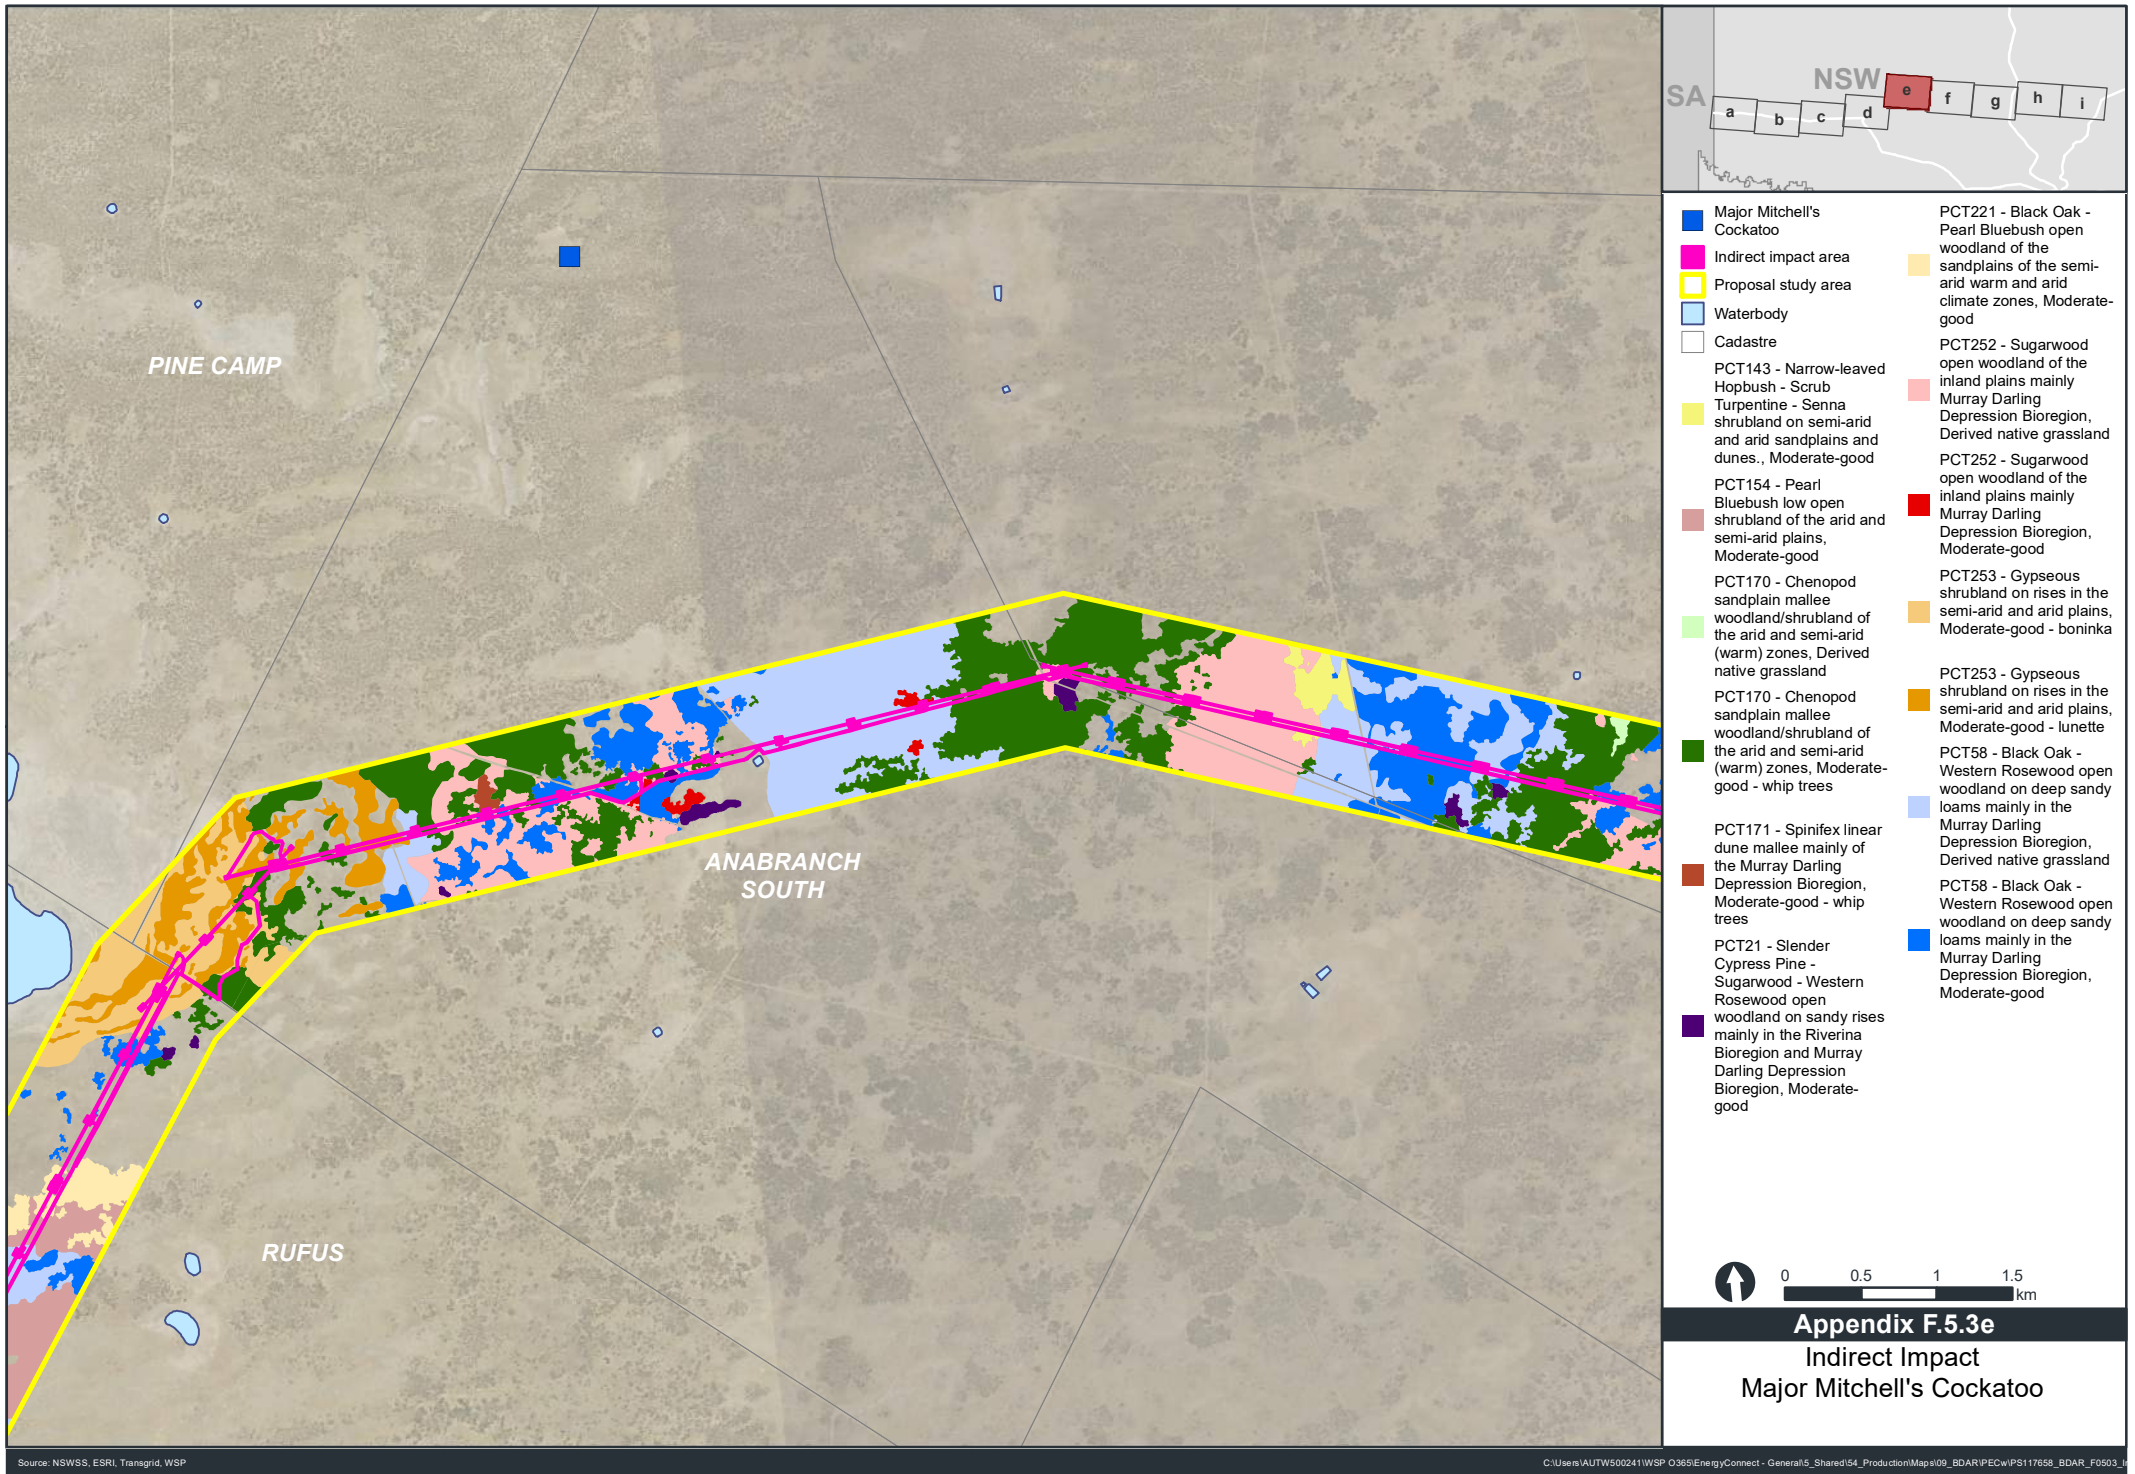 PINE CAMP
ANABRANCH
SOUTH
RUFUS
SA
NSW
a
b
c
d
e
f
g
h
i
Major Mitchell's
Cockatoo
Indirect impact area
Proposal study area
Waterbody
Cadastre
PCT143 - Narrow-leaved
Hopbush - Scrub
Turpentine - Senna
shrubland on semi-arid
and arid sandplains and
dunes., Moderate-good
PCT154 - Pearl
Bluebush low open
shrubland of the arid and
semi-arid plains,
Moderate-good
PCT170 - Chenopod
sandplain mallee
woodland/shrubland of
the arid and semi-arid
(warm) zones, Derived
native grassland
PCT170 - Chenopod
sandplain mallee
woodland/shrubland of
the arid and semi-arid
(warm) zones, Moderate-
good - whip trees
PCT171 - Spinifex linear
dune mallee mainly of
the Murray Darling
Depression Bioregion,
Moderate-good - whip
trees
PCT21 - Slender
Cypress Pine -
Sugarwood - Western
Rosewood open
woodland on sandy rises
mainly in the Riverina
Bioregion and Murray
Darling Depression
Bioregion, Moderate-
good
PCT221 - Black Oak -
Pearl Bluebush open
woodland of the
sandplains of the semi-
arid warm and arid
climate zones, Moderate-
good
PCT252 - Sugarwood
open woodland of the
inland plains mainly
Murray Darling
Depression Bioregion,
Derived native grassland
PCT252 - Sugarwood
open woodland of the
inland plains mainly
Murray Darling
Depression Bioregion,
Moderate-good
PCT253 - Gypseous
shrubland on rises in the
semi-arid and arid plains,
Moderate-good - boninka
PCT253 - Gypseous
shrubland on rises in the
semi-arid and arid plains,
Moderate-good - lunette
PCT58 - Black Oak -
Western Rosewood open
woodland on deep sandy
loams mainly in the
Murray Darling
Depression Bioregion,
Derived native grassland
PCT58 - Black Oak -
Western Rosewood open
woodland on deep sandy
loams mainly in the
Murray Darling
Depression Bioregion,
Moderate-good
0 0.5 1 1.5
km
Appendix F.5.3e
Indirect Impact
Major Mitchell's Cockatoo
Source: NSWSS, ESRI, Transgrid, WSP
C:\Users\AUTW500241\WSP O365\EnergyConnect - General\5_Shared\54_Production\Maps\09_BDAR\PECw\PS117658_BDAR_F0503_I